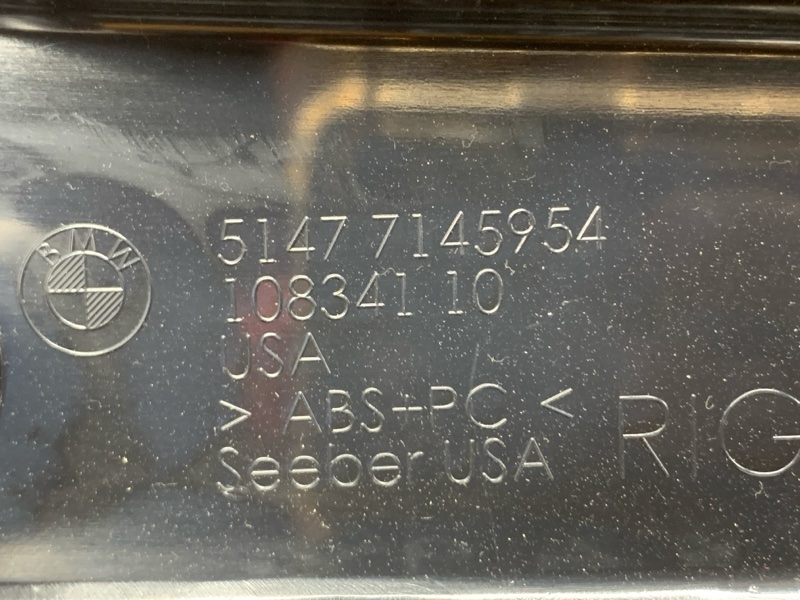 BMW
5147 7145954
108341 10
USA
> ABS+PC <
Seeber USA
RIG